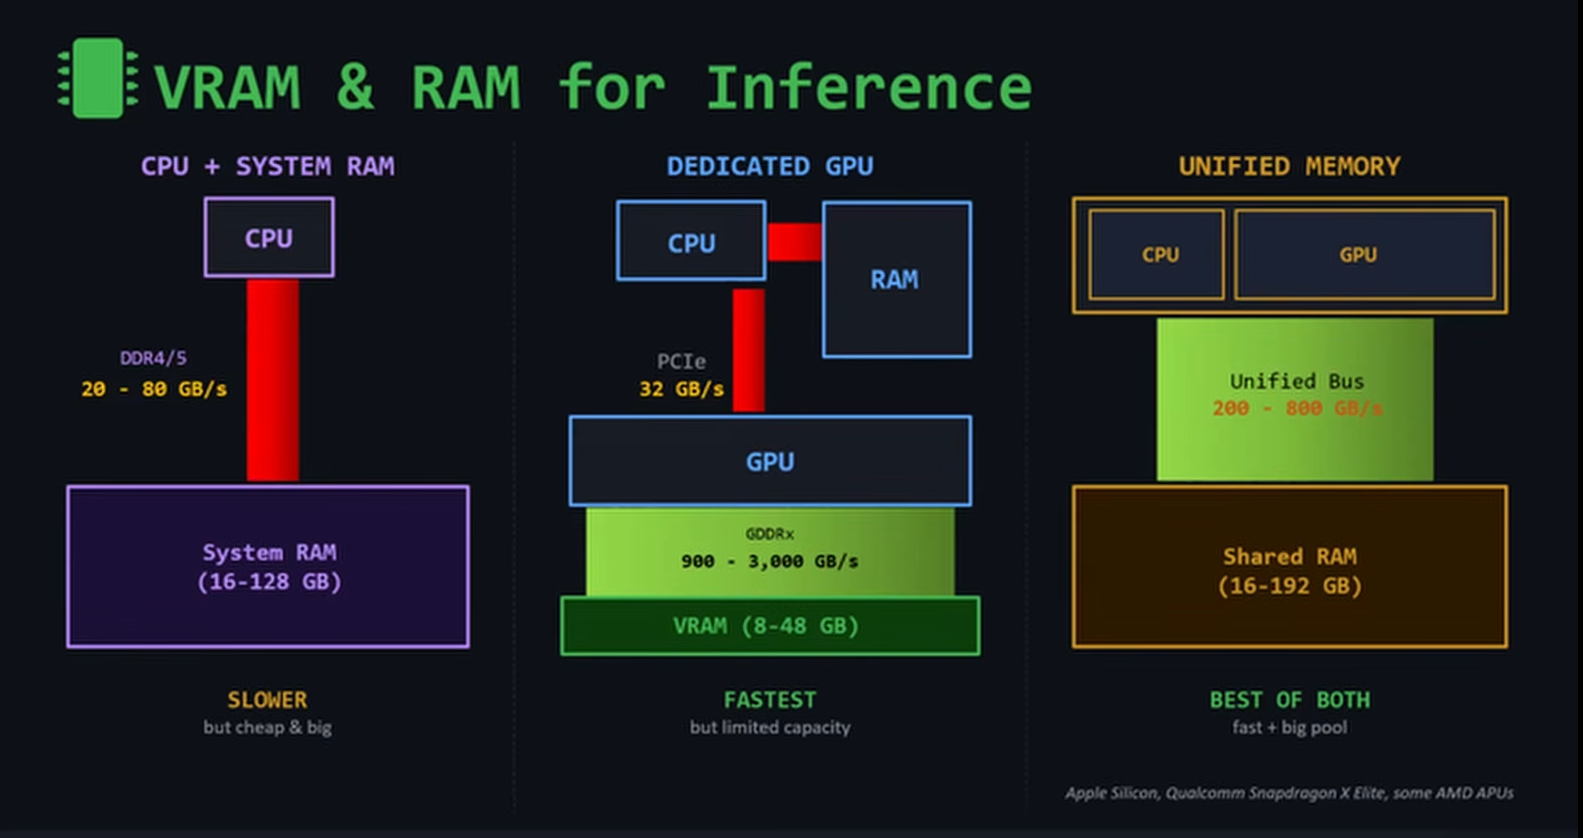 VRAM & RAM for Inference
CPU + SYSTEM RAM
CPU
DDR4/5
20 - 80 GB/s
System RAM
(16-128 GB)
SLOWER
but cheap & big
DEDICATED GPU
CPU
RAM
PCIe
32 GB/s
GPU
GDDRx
900 - 3,000 GB/s
VRAM (8-48 GB)
FASTEST
but limited capacity
UNIFIED MEMORY
CPU
GPU
Unified Bus
200 - 800 GB/s
Shared RAM
(16-192 GB)
BEST OF BOTH
fast + big pool
Apple Silicon, Qualcomm Snapdragon X Elite, some AMD APUs